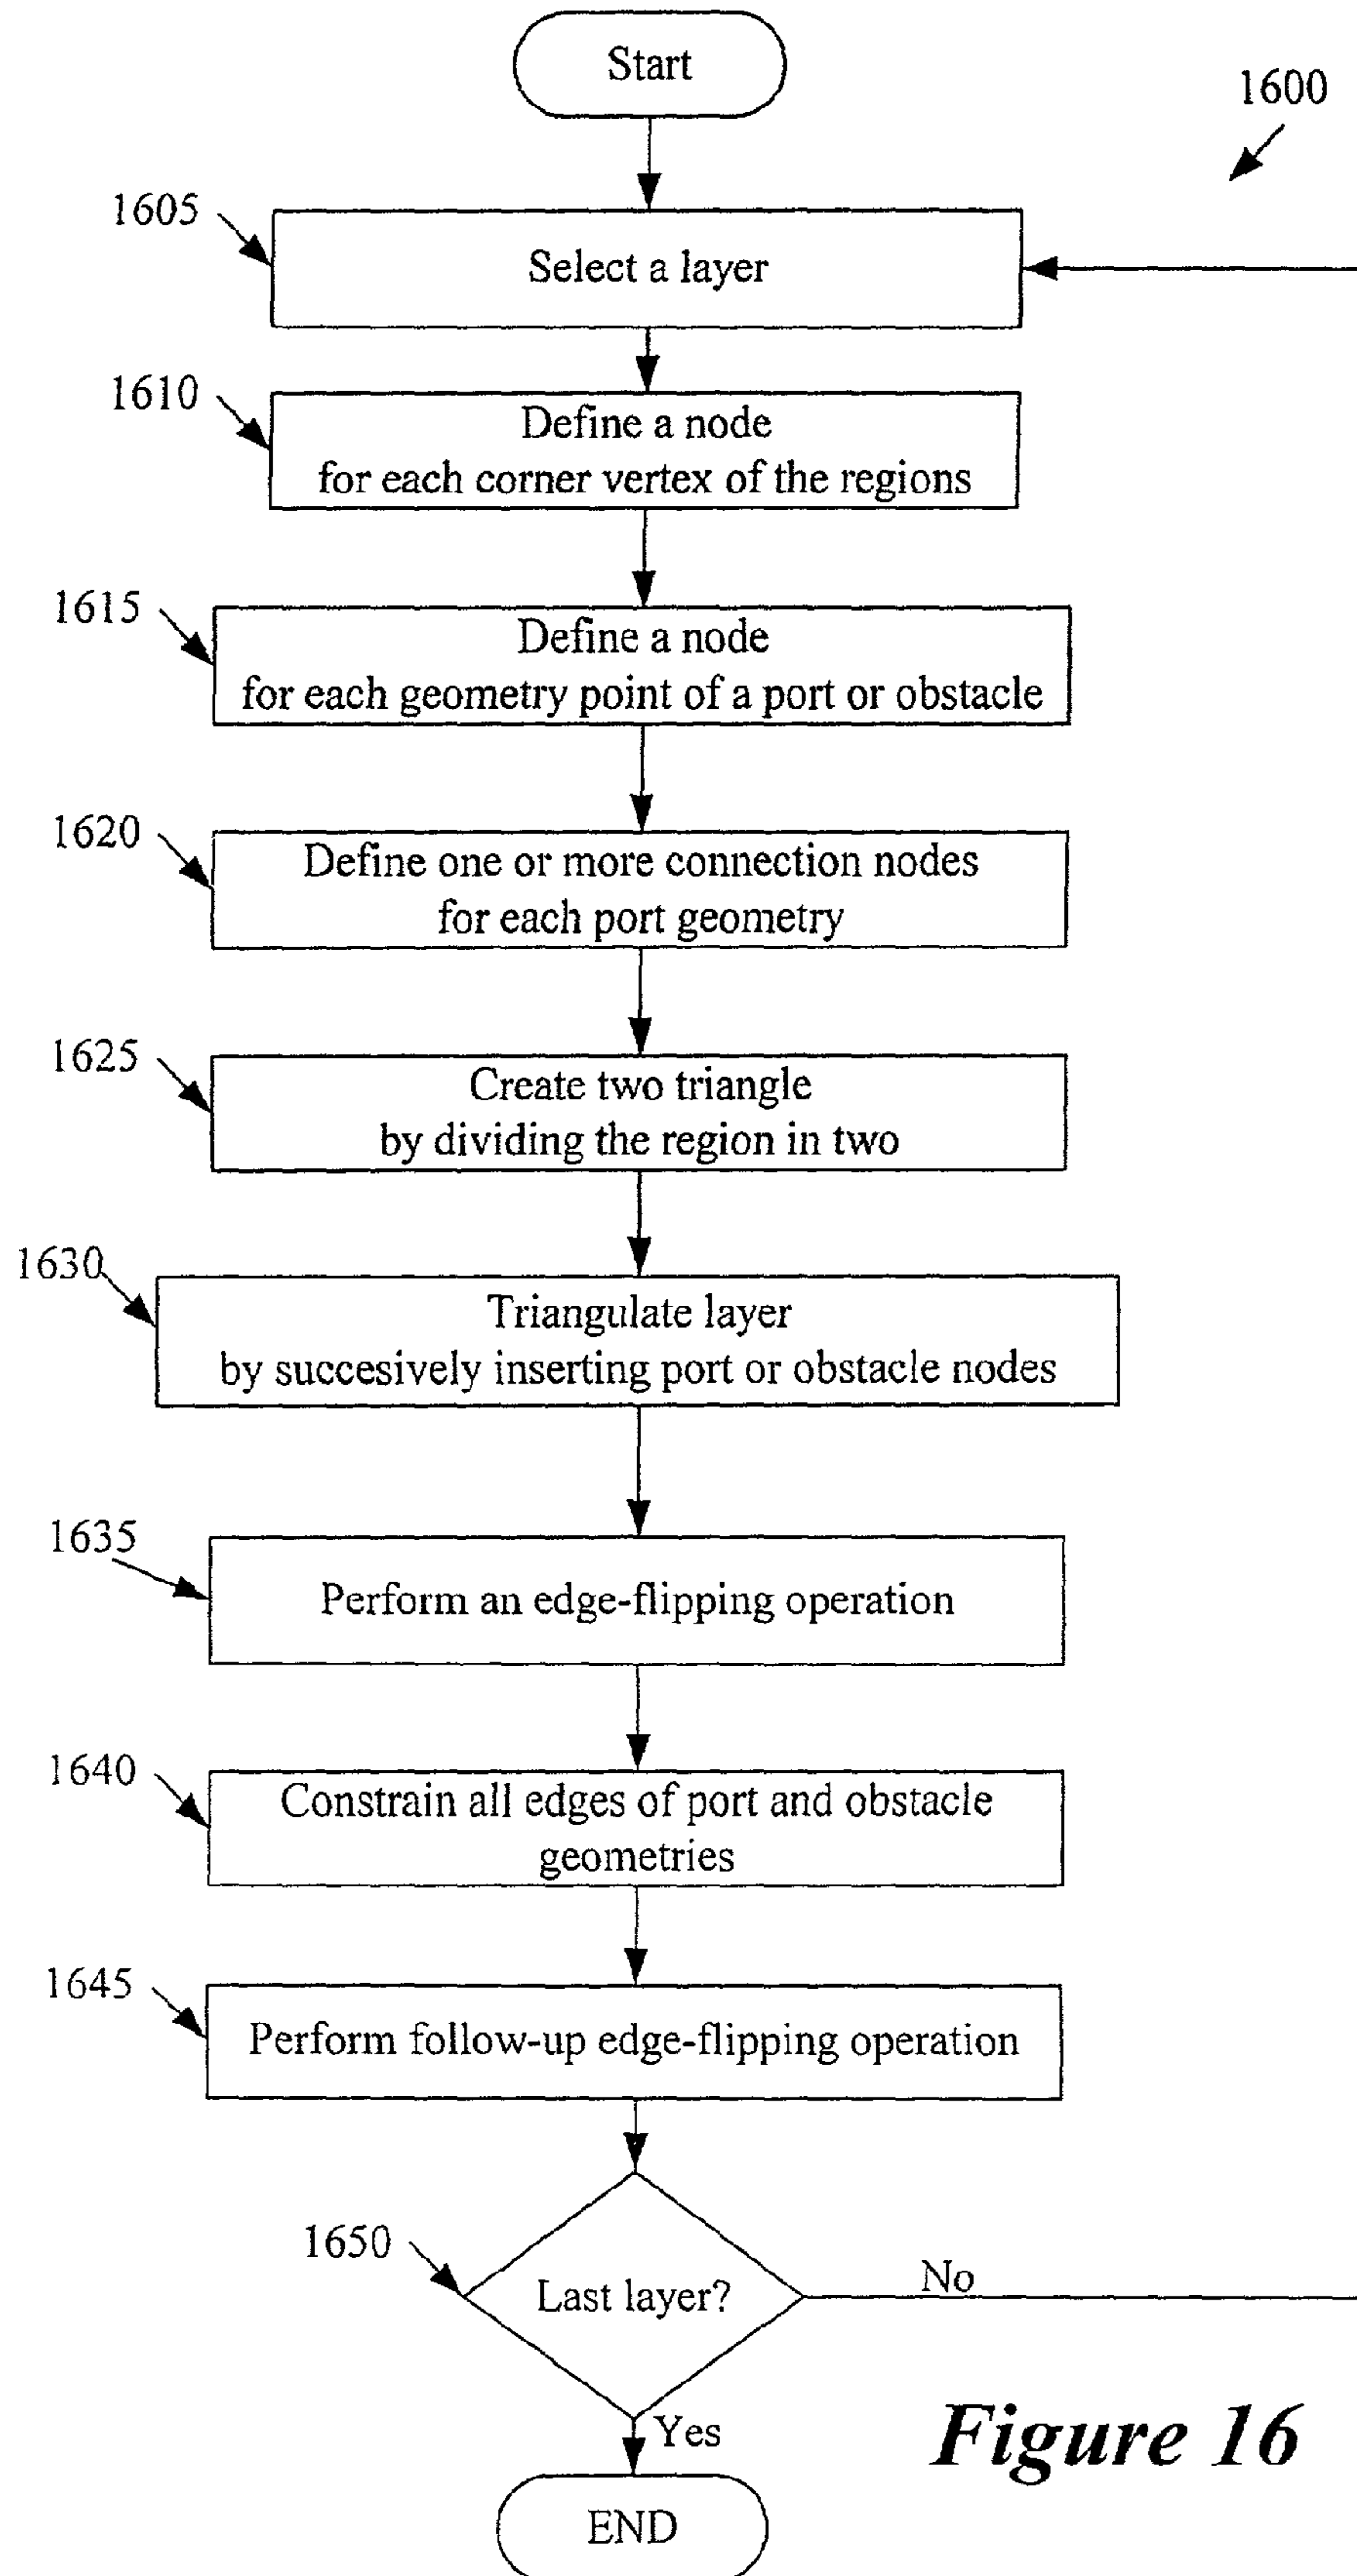 Start
1600
1605
Select a layer
1610
Define a node
for each corner vertex of the regions
1615
Define a node
for each geometry point of a port or obstacle
1620
Define one or more connection nodes
for each port geometry
1625
Create two triangle
by dividing the region in two
1630
Triangulate layer
by succesively inserting port or obstacle nodes
1635
Perform an edge-flipping operation
1640
Constrain all edges of port and obstacle
geometries
1645
Perform follow-up edge-flipping operation
1650
Last layer?
No
Yes
Figure 16
END